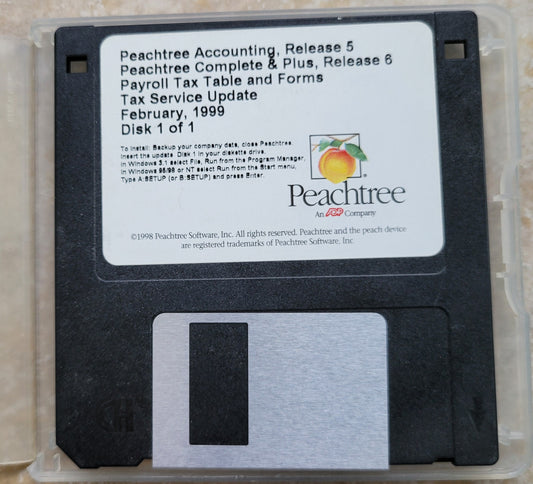 Peachtree Accounting, Release 5
Peachtree Complete & Plus, Release 6
Payroll Tax Table and Forms
Tax Service Update
February, 1999
Disk 1 of 1
To install: Backup your company data, close Peachtree.
Insert the update Disk 1 in your diskette drive.
In Windows 3.1 select File, Run from the Program Manager,
In Windows 95/98 or NT select Run from the Start menu,
Type A:SETUP (or B:SETUP) and press Enter.
Peachtree®
An ADP Company
©1998 Peachtree Software, Inc. All rights reserved. Peachtree and the peach device
are registered trademarks of Peachtree Software, Inc.
HD